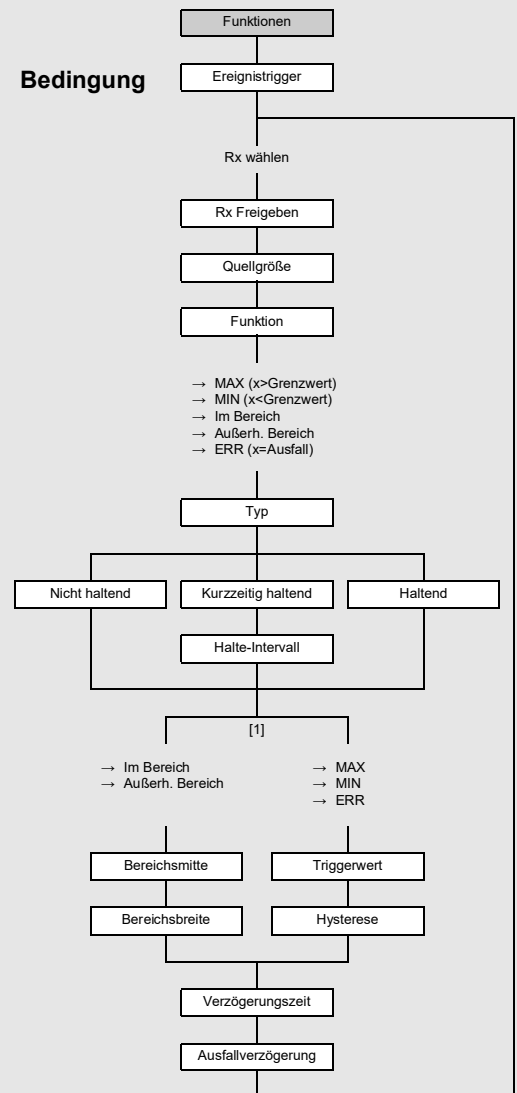 Funktionen
Bedingung
Ereignistrigger
Rx wählen
Rx Freigeben
Quellgröße
Funktion
→ MAX (x>Grenzwert)
→ MIN (x<Grenzwert)
→ Im Bereich
→ Außerh. Bereich
→ ERR (x=Ausfall)
Typ
Nicht haltend
Kurzzeitig haltend
Haltend
Halte-Intervall
[1]
→ Im Bereich
→ Außerh. Bereich
→ MAX
→ MIN
→ ERR
Bereichsmitte
Triggerwert
Bereichsbreite
Hysterese
Verzögerungszeit
Ausfallverzögerung